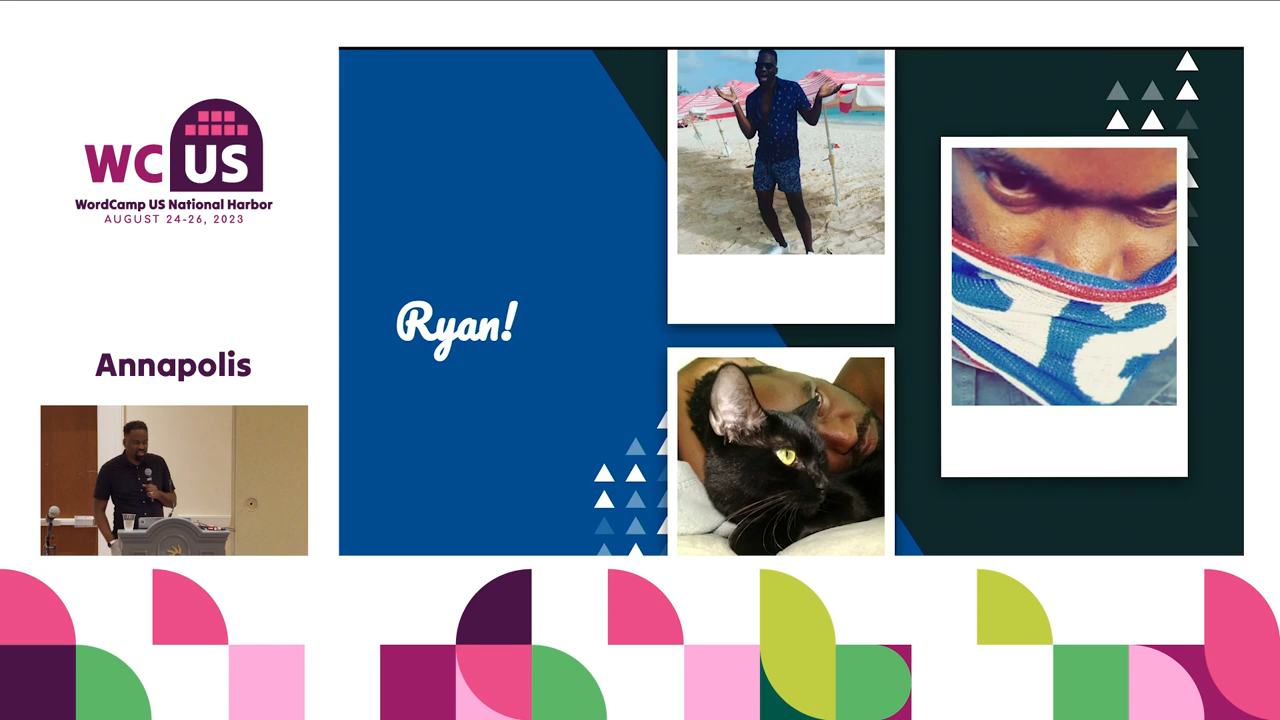 WC US
WordCamp US National Harbor
AUGUST 24-26, 2023
Annapolis
Ryan!